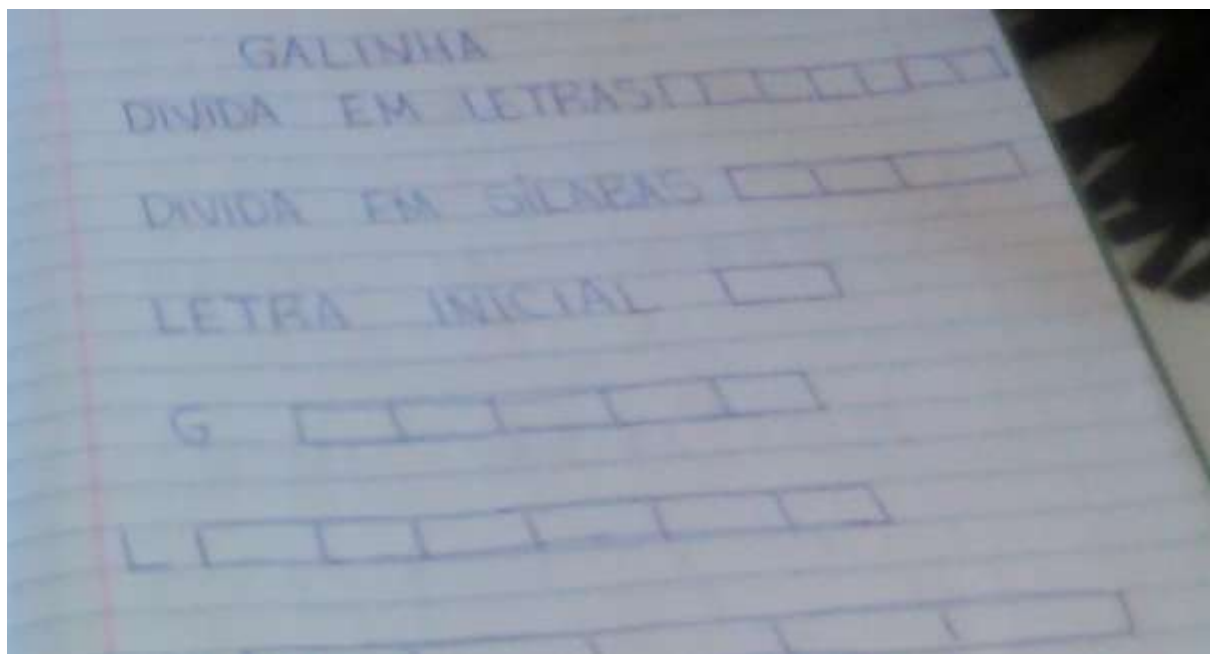 GALINHA
DIVIDA EM LETRAS
DIVIDA EM SÍLABAS
LETRA INICIAL
G
L